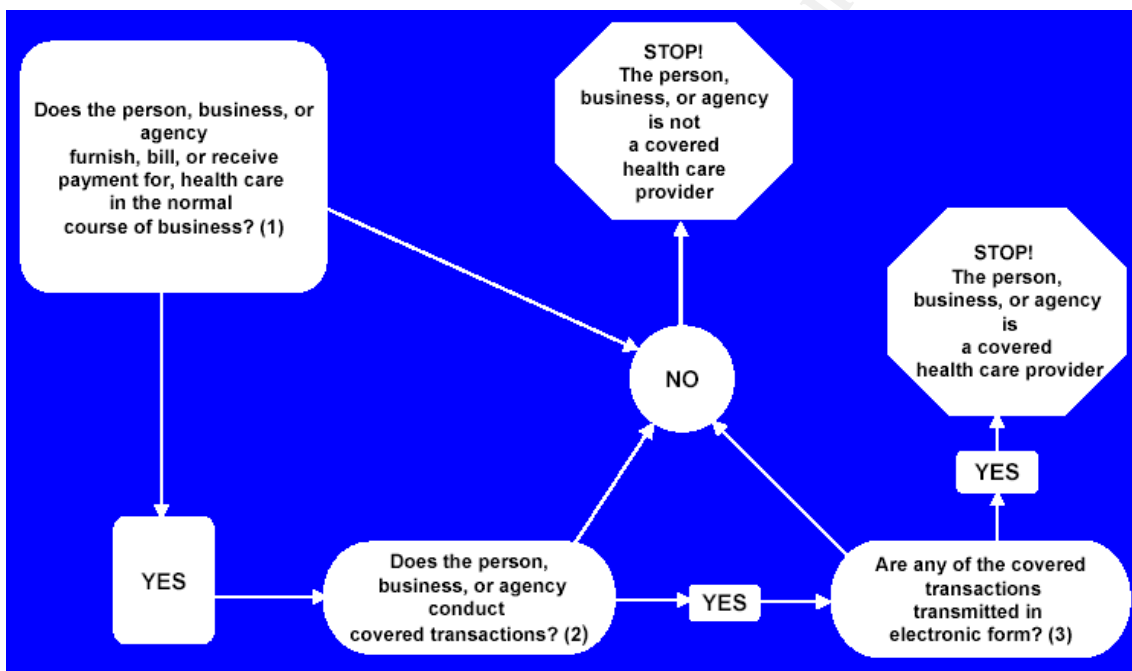 Does the person, business, or
agency
furnish, bill, or receive
payment for, health care
in the normal
course of business? (1)
STOP!
The person,
business, or agency
is not
a covered
health care
provider
STOP!
The person,
business, or agency
is
a covered
health care provider
NO
YES
YES
Does the person,
business, or agency
conduct
covered transactions? (2)
YES
Are any of the covered
transactions
transmitted in
electronic form? (3)